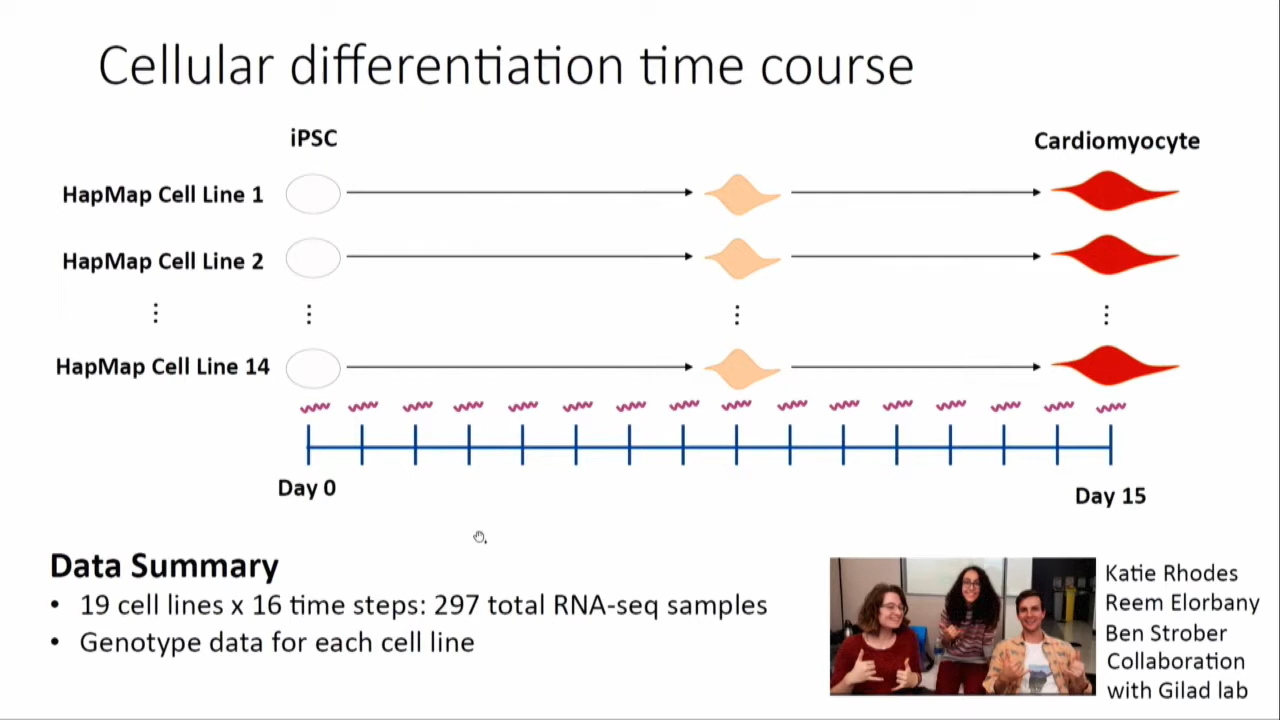 Cellular differentiation time course
iPSC
Cardiomyocyte
HapMap Cell Line 1
HapMap Cell Line 2
HapMap Cell Line 14
Day 0
Day 15
Data Summary
• 19 cell lines x 16 time steps: 297 total RNA-seq samples
• Genotype data for each cell line
Katie Rhodes
Reem Elorbany
Ben Strober
Collaboration
with Gilad lab